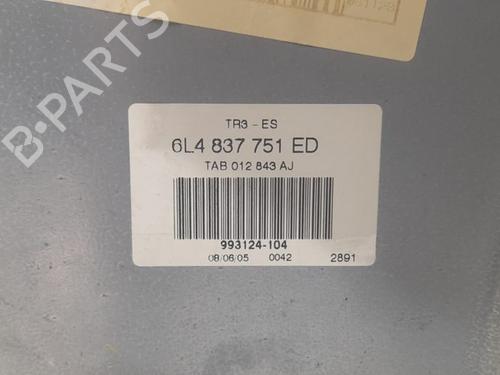 TR3 - ES
6L4 837 751 ED
TAB 012 843 AJ
993124-104
08/06/05 0042 2891
B-PARTS